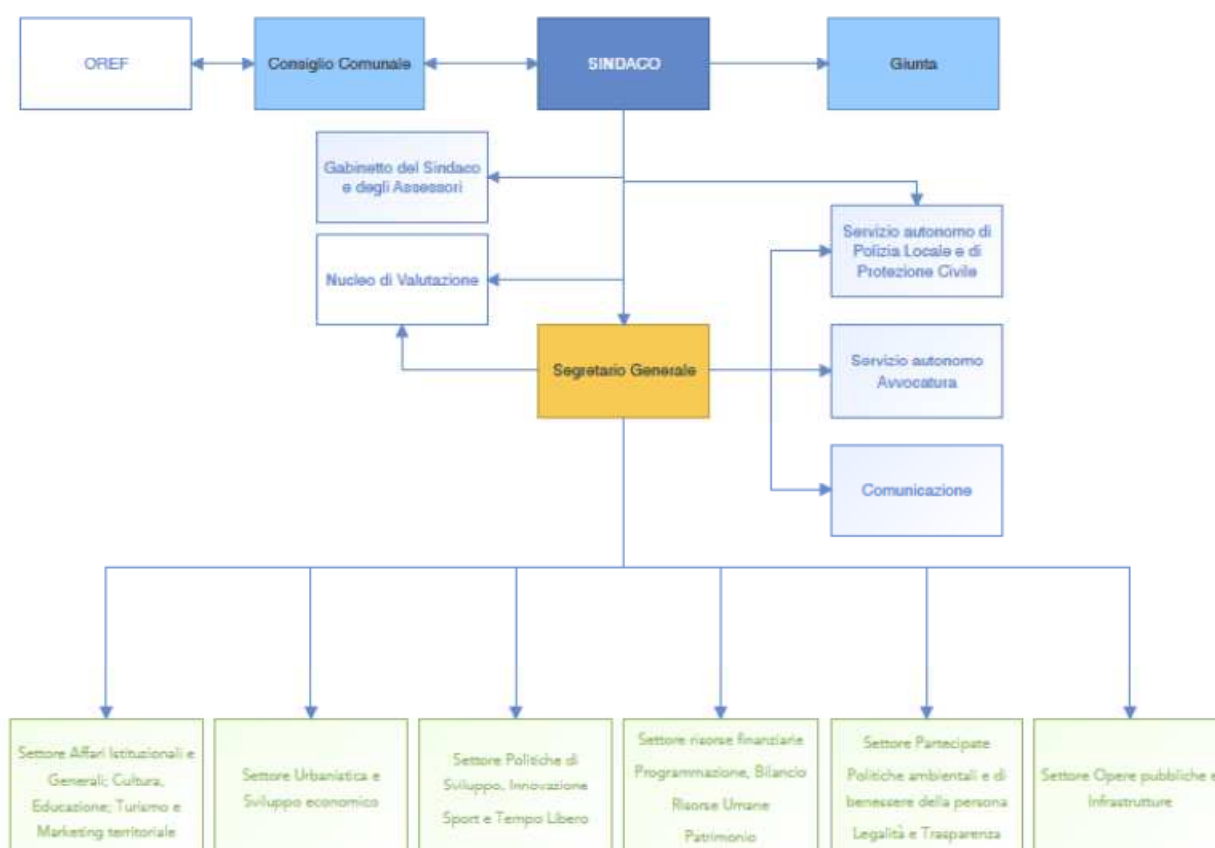 OREF
Consiglio Comunale
SINDACO
Giunta
Gabinetto del Sindaco
e degli Assessori
Servizio autonomo di
Polizia Locale e di
Protezione Civile
Nucleo di Valutazione
Segretario Generale
Servizio autonomo
Avvocatura
Comunicazione
Settore Affari Istituzionali e
Generali; Cultura,
Educazione; Turismo e
Marketing territoriale
Settore Urbanistica e
Sviluppo economico
Settore Politiche di
Sviluppo, Innovazione
Sport e Tempo Libero
Settore risorse finanziarie
Programmazione, Bilancio
Risorse Umane
Patrimonio
Settore Partecipate
Politiche ambientali e di
benessere della persona
Legalità e Trasparenza
Settore Opere pubbliche e
Infrastrutture